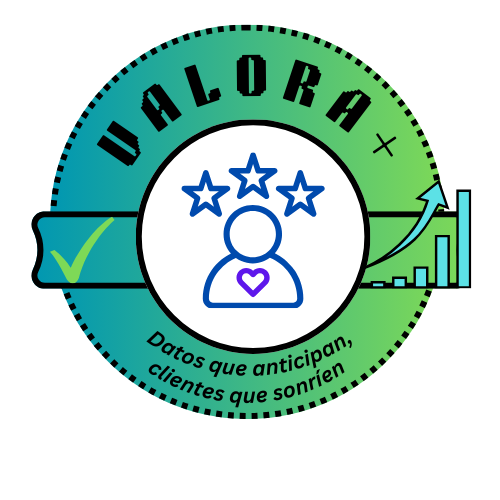 VALORA+
Datos que anticipan,
clientes que sonríen